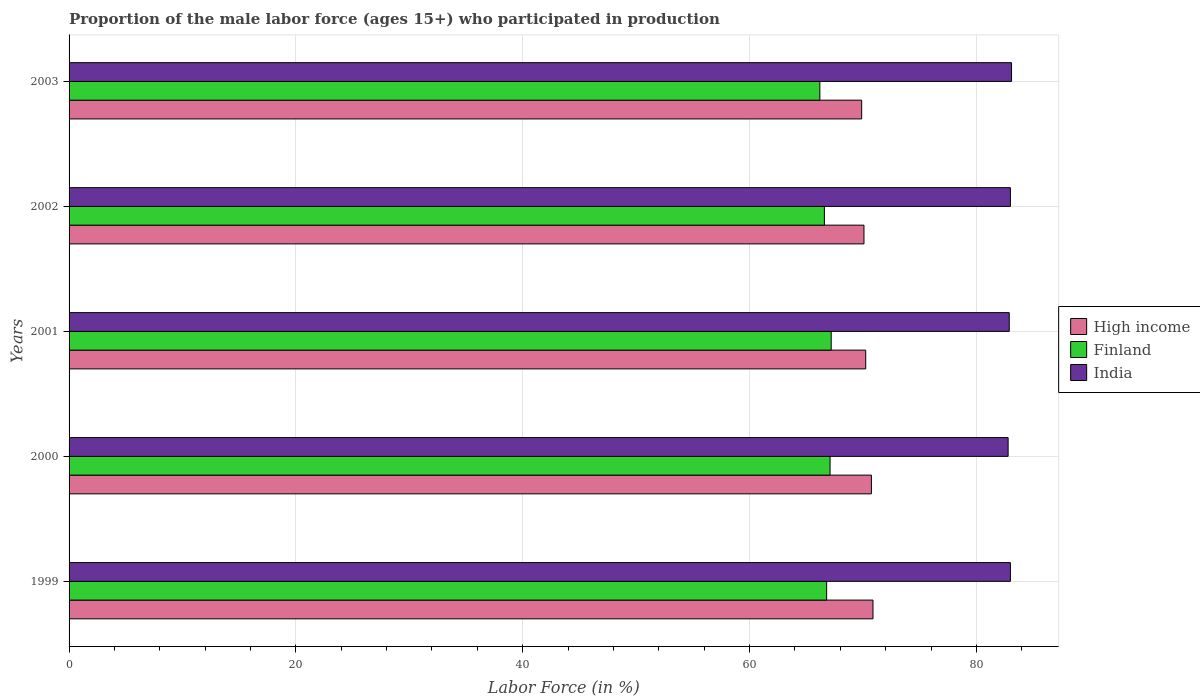 Proportion of the male labor force (ages 15+) who participated in production
2003
2002
2001
2000
1999
Years
0
20
40
60
80
Labor Force (in %)
High income
Finland
India